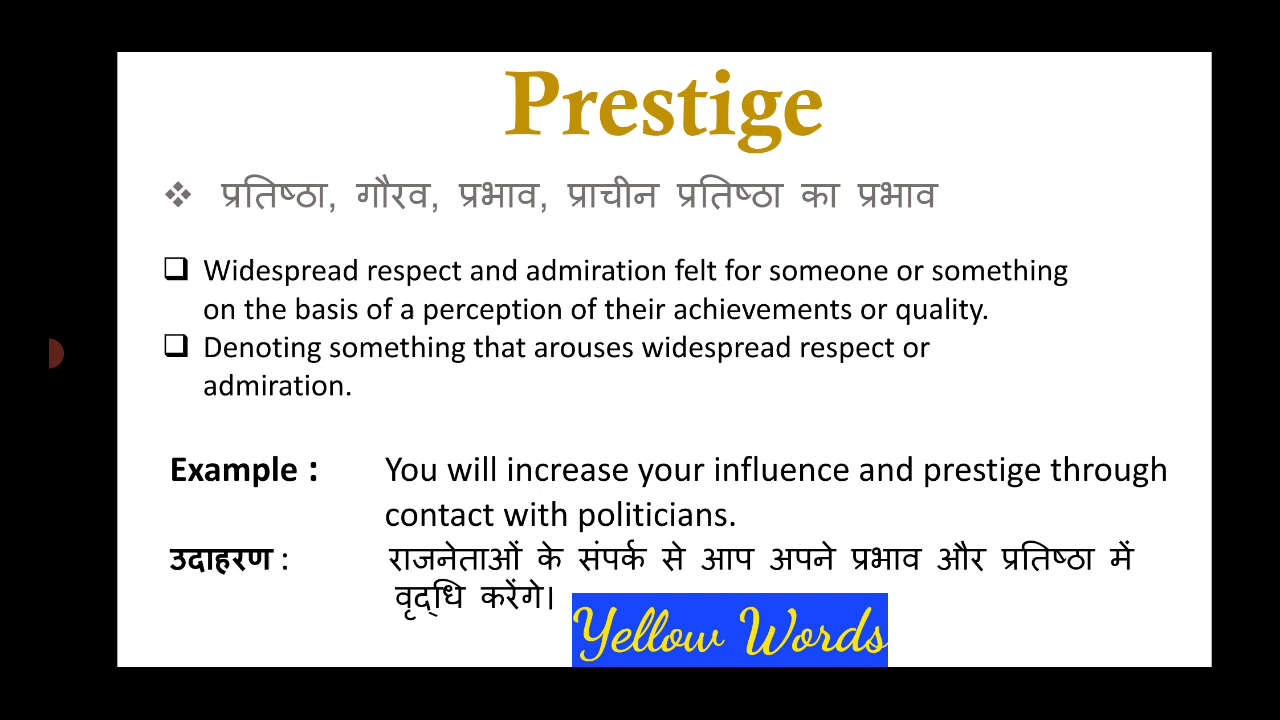 Prestige
❖ प्रतिष्ठा, गौरव, प्रभाव, प्राचीन प्रतिष्ठा का प्रभाव
❑ Widespread respect and admiration felt for someone or something
on the basis of a perception of their achievements or quality.
❑ Denoting something that arouses widespread respect or
admiration.
Example : You will increase your influence and prestige through
contact with politicians.
उदाहरण : राजनेताओं के संपर्क से आप अपने प्रभाव और प्रतिष्ठा में
वृद्धि करेंगे।
Yellow Words